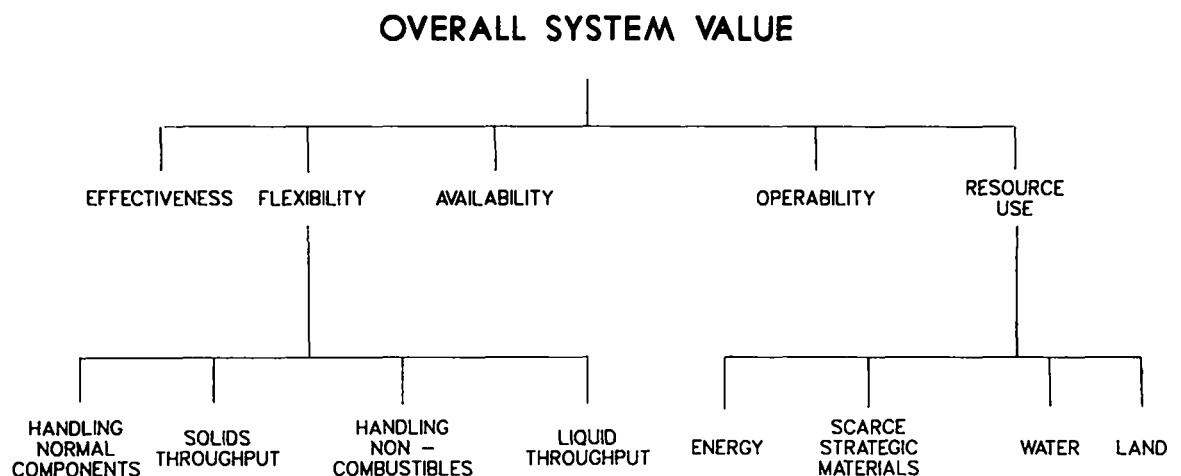 OVERALL SYSTEM VALUE
EFFECTIVENESS
FLEXIBILITY
AVAILABILITY
OPERABILITY
RESOURCE
USE
HANDLING
NORMAL
COMPONENTS
SOLIDS
THROUGHPUT
HANDLING
NON –
COMBUSTIBLES
LIQUID
THROUGHPUT
ENERGY
SCARCE
STRATEGIC
MATERIALS
WATER
LAND